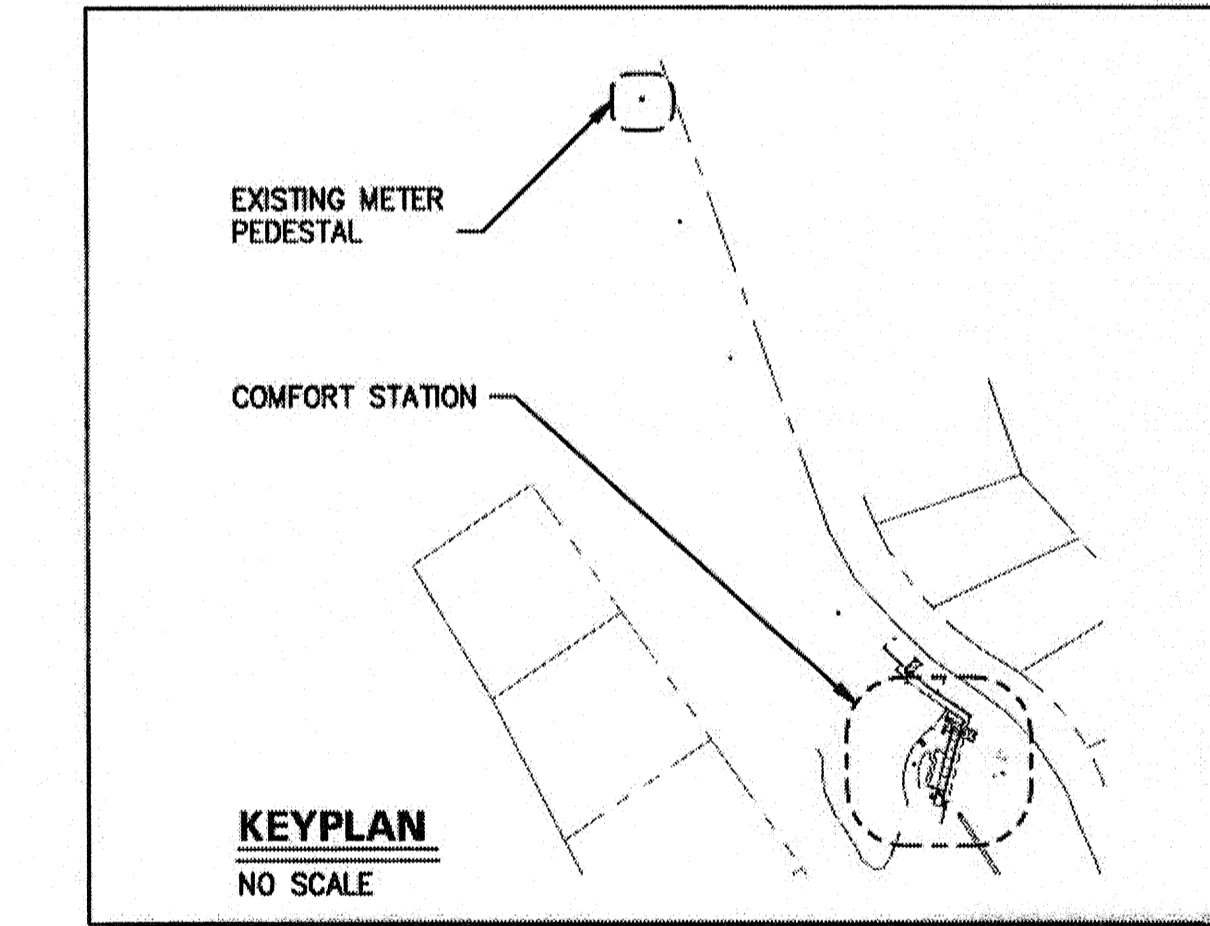 EXISTING METER
PEDESTAL
COMFORT STATION
KEYPLAN
NO SCALE